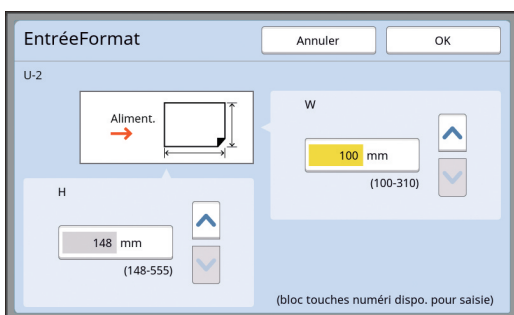 EntréeFormat
Annuler
OK
U-2
Aliment.
W
100 mm
(100-310)
H
148 mm
(148-555)
(bloc touches numéri dispo. pour saisie)